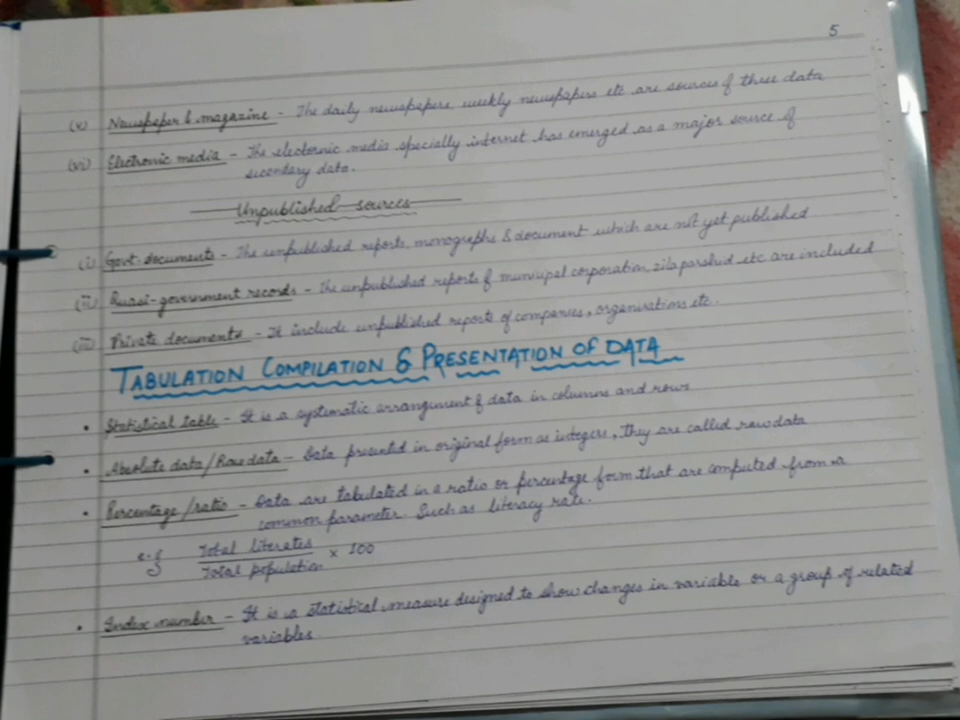 5
(v) Newspaper & magazine - The daily newspapers, weekly newspapers etc are sources of these data
(vi) Electronic media - The electornic media specially internet has emerged as a major source of
secondary data.
Unpublished sources
(i) Govt. documents - The unpublished reports, monographs & document which are not yet published
(ii) Quasi-government records - The unpublished reports of municipal corporation, zila parshid etc are included
(iii) Private documents - It include unpublished reports of companies, organisations etc.
TABULATION COMPILATION & PRESENTATION OF DATA
• Statistical table - It is a systematic arrangement of data in columns and rows
• Absolute data / Raw data - Data presented in original form as integers, they are called raw data
• Percentage / ratio - Data are tabulated in a ratio or percentage form that are computed from a
common parameter. Such as literacy rate.
e.g Total literates
Total population × 100
• Index number - It is a statistical measure designed to show changes in variable or a group of related
variables.